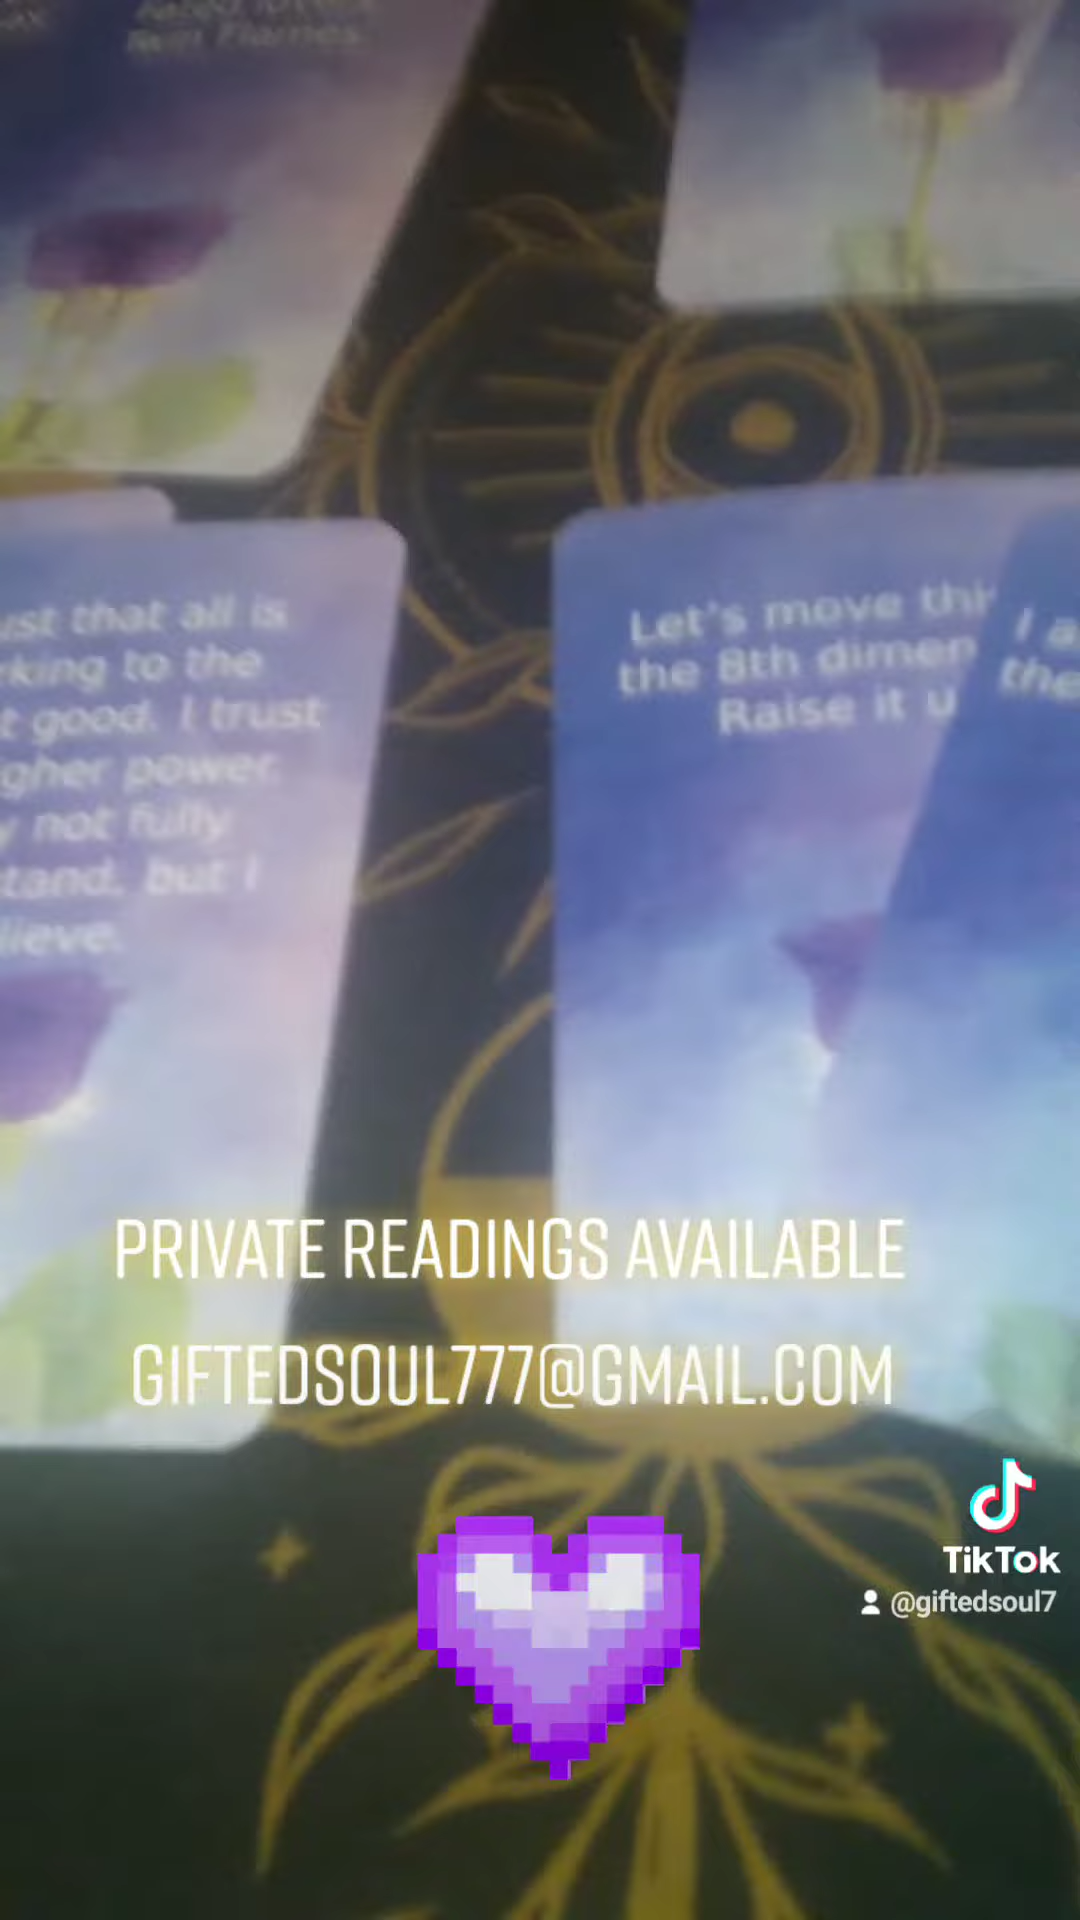 Twin Flames
ust that all is
rking to the
t good. I trust
gher power.
y not fully
tand, but I
lieve.
Let's move thi
the 8th dimen
Raise it u
I a
the
PRIVATE READINGS AVAILABLE
GIFTEDSOUL777@GMAIL.COM
TikTok
@giftedsoul7